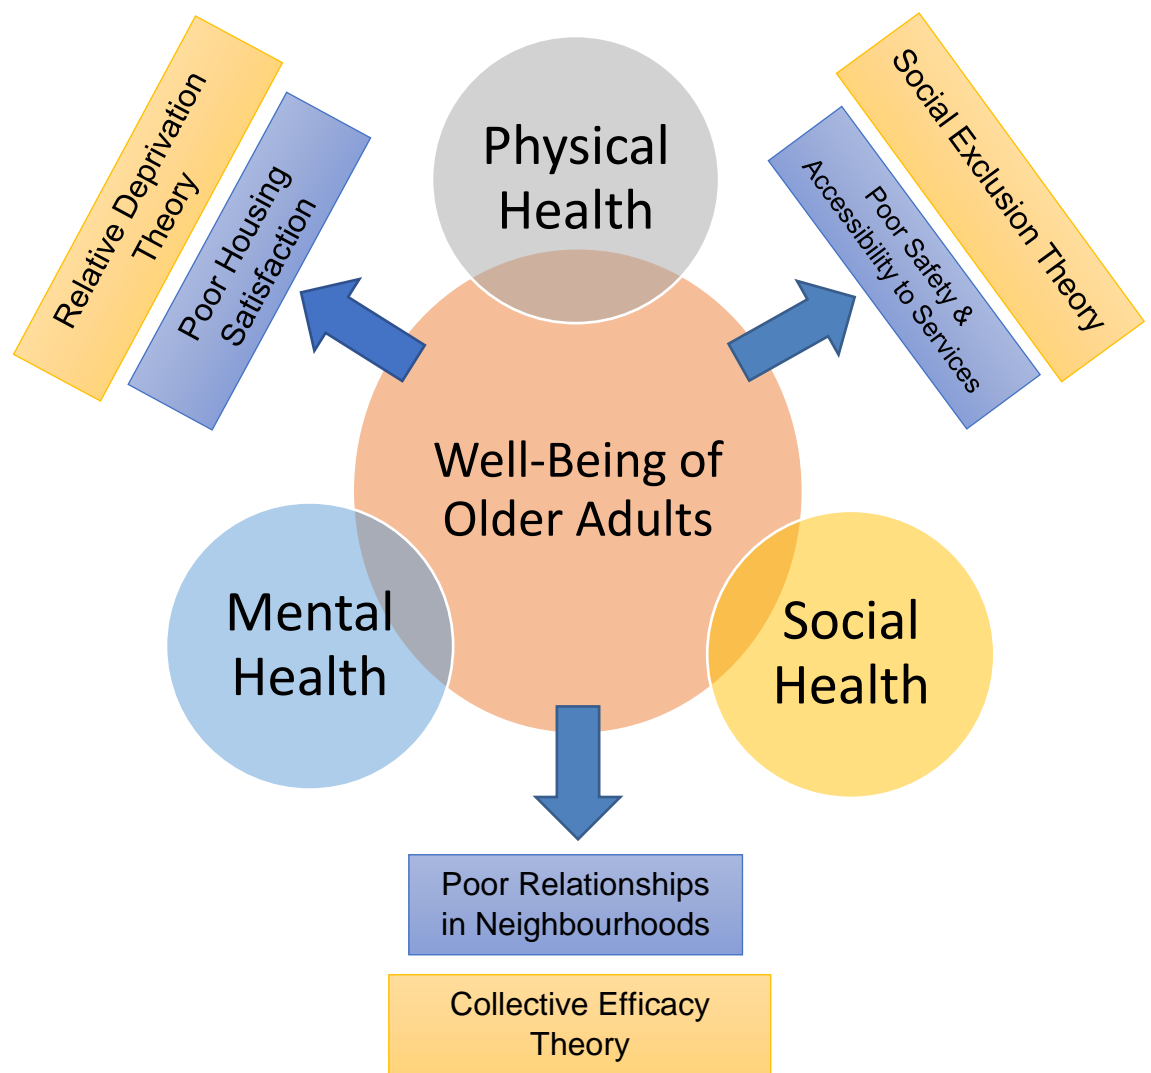 Relative Deprivation
Theory
Poor Housing
Satisfaction
Physical
Health
Social Exclusion Theory
Poor Safety &
Accessibility to Services
Well-Being of
Older Adults
Mental
Health
Social
Health
Poor Relationships
in Neighbourhoods
Collective Efficacy
Theory